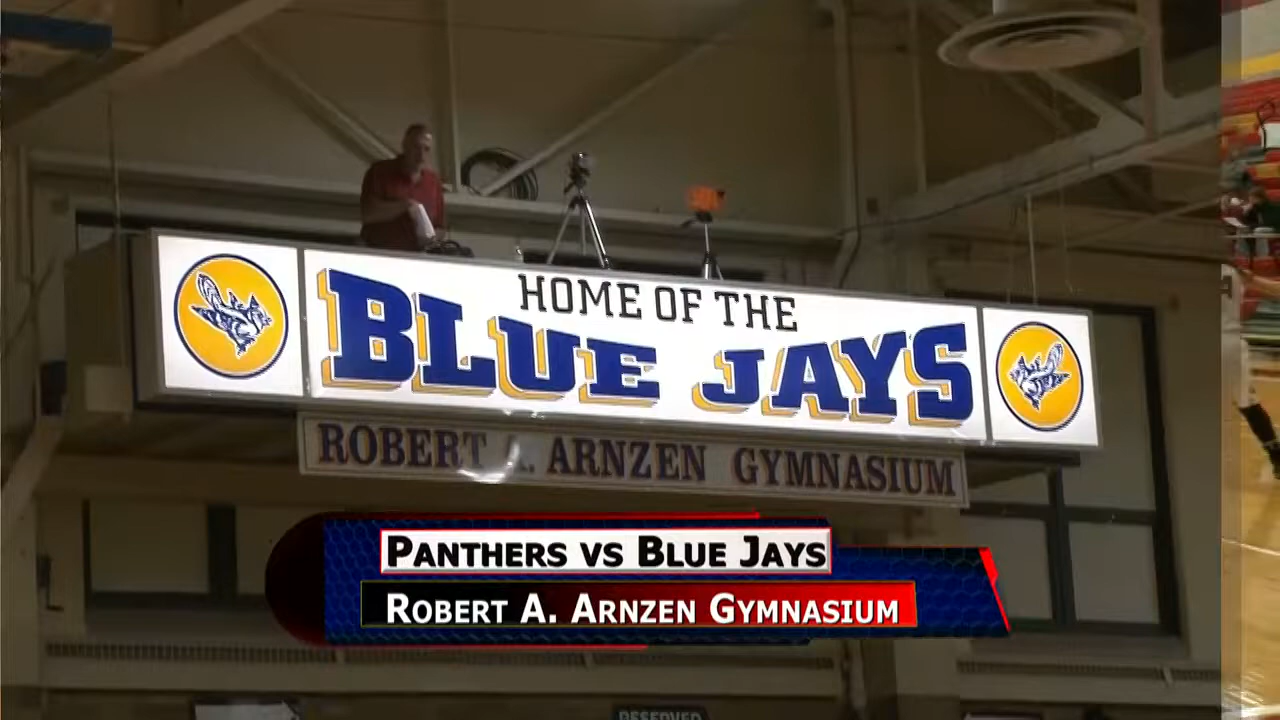 HOME OF THE
BLUE JAYS
ROBERT A. ARNZEN GYMNASIUM
PANTHERS VS BLUE JAYS
ROBERT A. ARNZEN GYMNASIUM
RESERVED